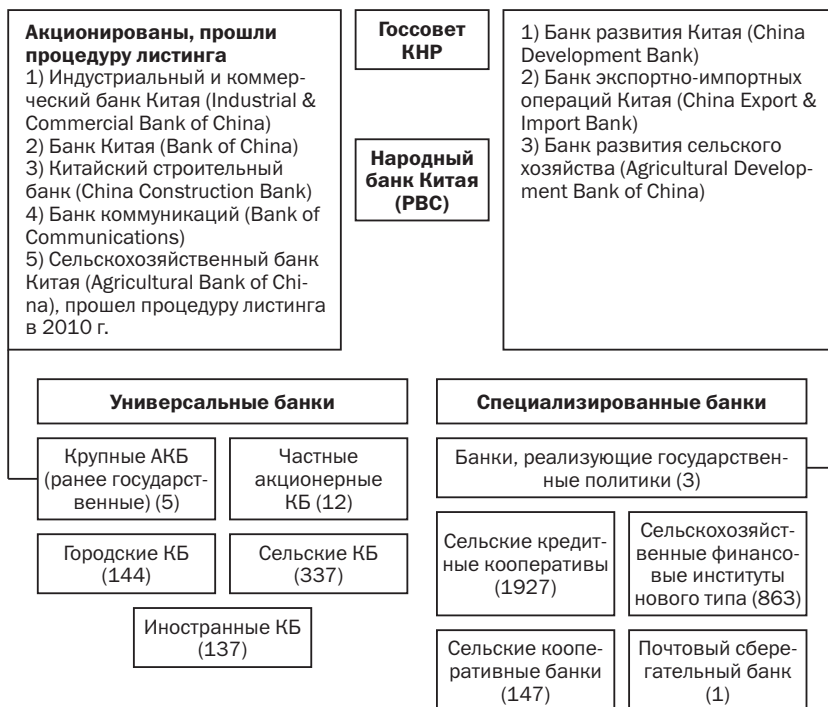 Акционированы, прошли
процедуру листинга
1) Индустриальный и коммер-
ческий банк Китая (Industrial &
Commercial Bank of China)
2) Банк Китая (Bank of China)
3) Китайский строительный
банк (China Construction Bank)
4) Банк коммуникаций (Bank of
Communications)
5) Сельскохозяйственный банк
Китая (Agricultural Bank of Chi-
na), прошел процедуру листинга
в 2010 г.
Госсовет
КНР
Народный
банк Китая
(PBC)
1) Банк развития Китая (China
Development Bank)
2) Банк экспортно-импортных
операций Китая (China Export &
Import Bank)
3) Банк развития сельского
хозяйства (Agricultural Develop-
ment Bank of China)
Универсальные банки
Крупные АКБ
(ранее государст-
венные) (5)
Частные
акционерные
КБ (12)
Городские КБ
(144)
Сельские КБ
(337)
Иностранные КБ
(137)
Специализированные банки
Банки, реализующие государствен-
ные политики (3)
Сельские кредит-
ные кооперативы
(1927)
Сельскохозяйст-
венные финансо-
вые институты
нового типа (863)
Сельские коопе-
ративные банки
(147)
Почтовый сбере-
гательный банк
(1)